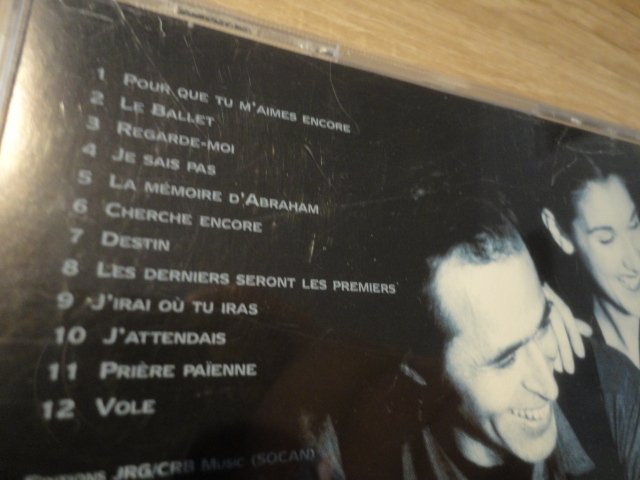 1 POUR QUE TU M'AIMES ENCORE
2 LE BALLET
3 REGARDE-MOI
4 JE SAIS PAS
5 LA MÉMOIRE D'ABRAHAM
6 CHERCHE ENCORE
7 DESTIN
8 LES DERNIERS SERONT LES PREMIERS
9 J'IRAI OÙ TU IRAS
10 J'ATTENDAIS
11 PRIÈRE PAÏENNE
12 VOLE
EDITIONS JRG/CRB MUSIC (SOCAN)